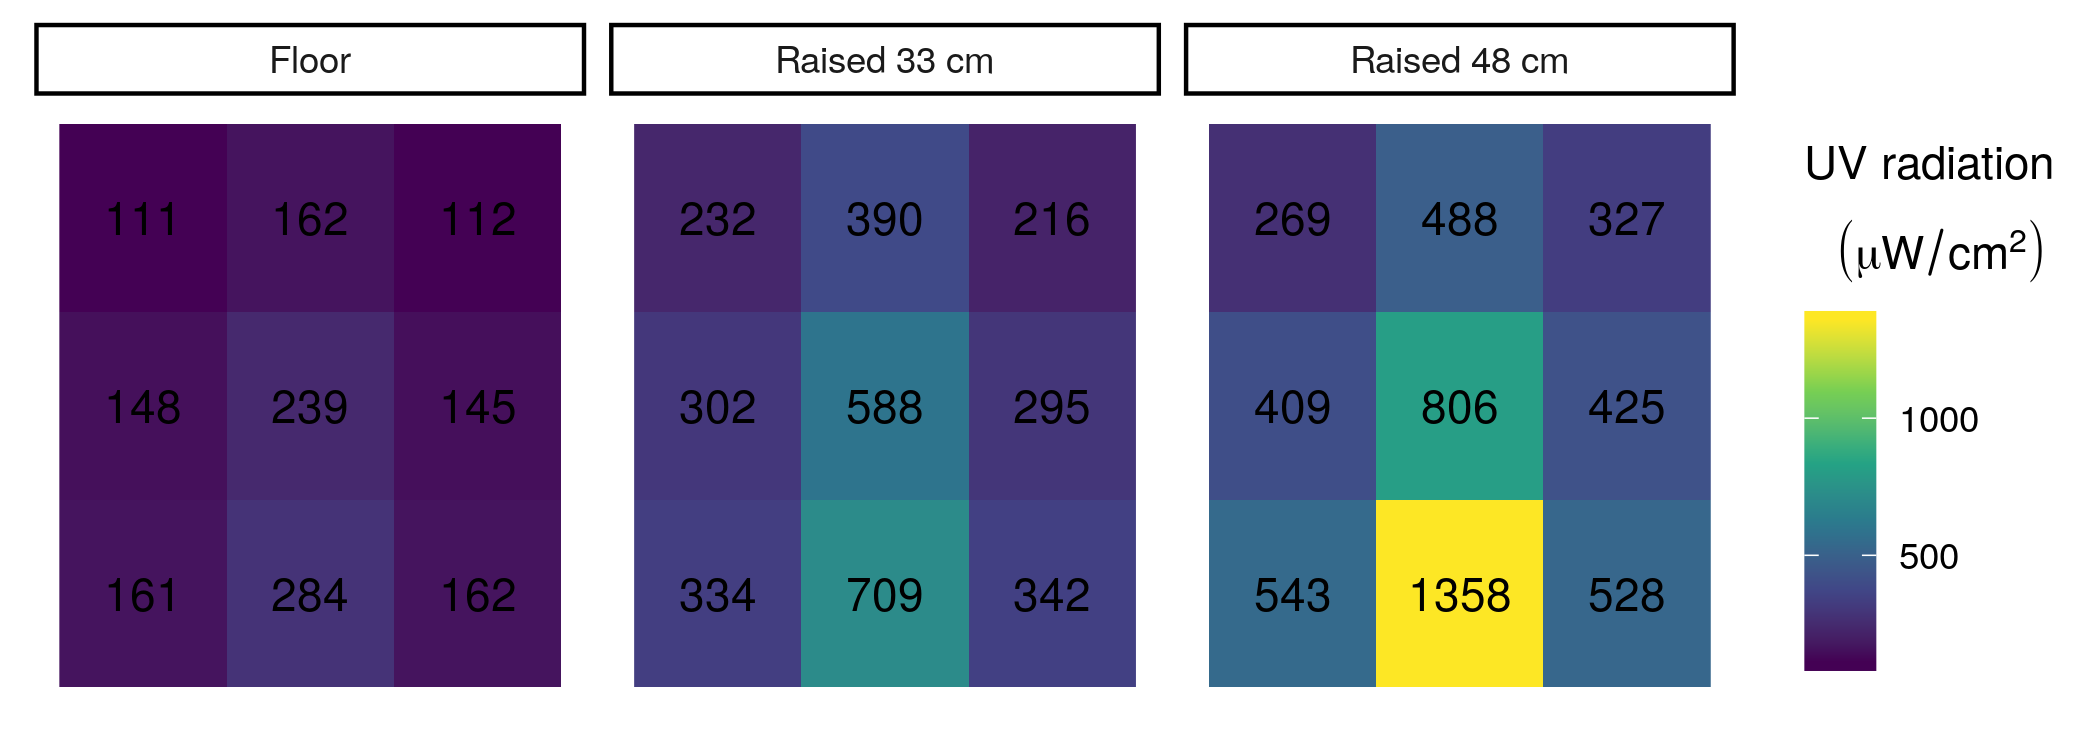 Floor
Raised 33 cm
Raised 48 cm
111 162 112
232 390 216
269 488 327
148 239 145
302 588 295
409 806 425
161 284 162
334 709 342
543 1358 528
UV radiation
(μW/cm²)
1000
500